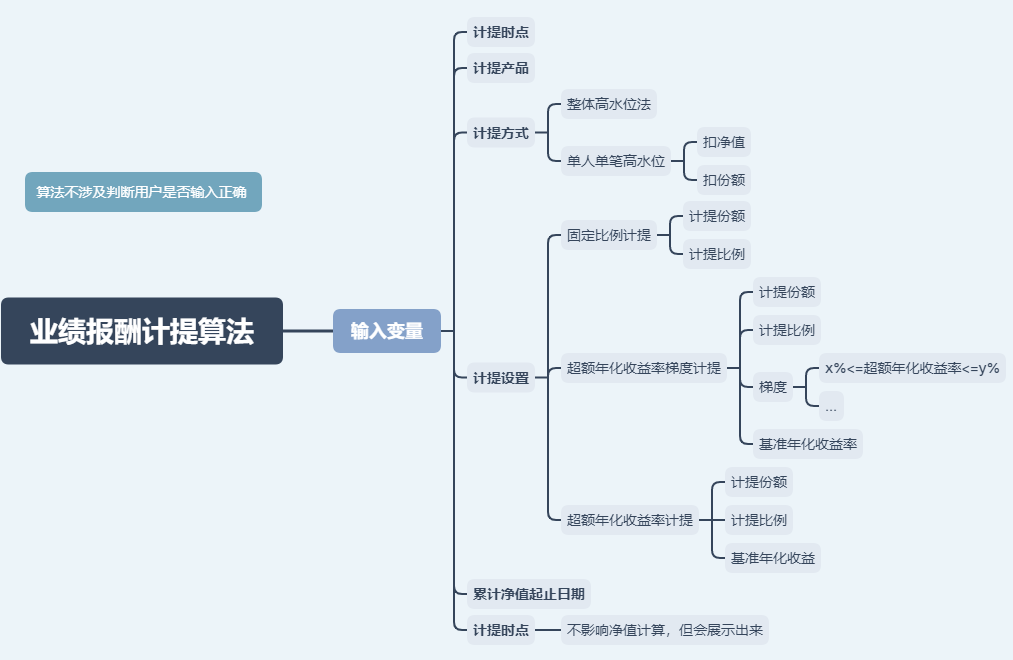 算法不涉及判断用户是否输入正确
业绩报酬计提算法
输入变量
计提时点
计提产品
计提方式
整体高水位法
单人单笔高水位
扣净值
扣份额
计提设置
固定比例计提
计提份额
计提比例
超额年化收益率梯度计提
计提份额
计提比例
梯度
x%<=超额年化收益率<=y%
...
基准年化收益率
超额年化收益率计提
计提份额
计提比例
基准年化收益
累计净值起止日期
计提时点
不影响净值计算，但会展示出来